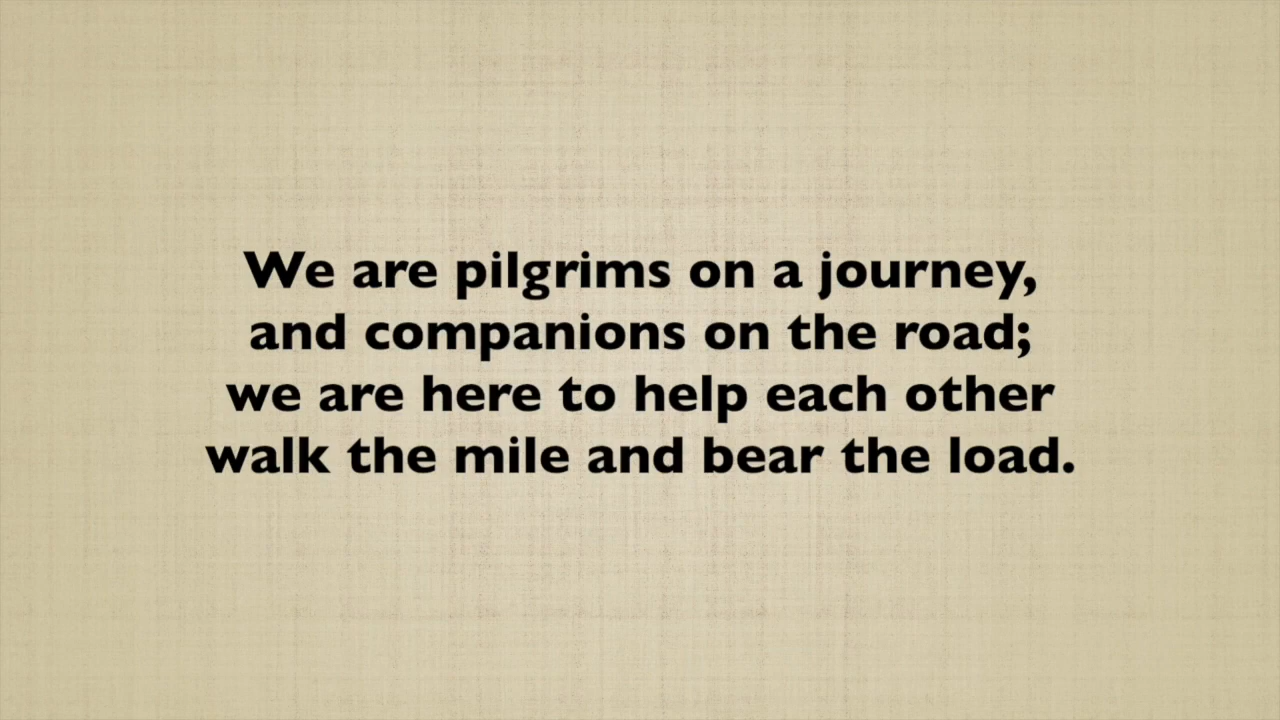 We are pilgrims on a journey,
and companions on the road;
we are here to help each other
walk the mile and bear the load.